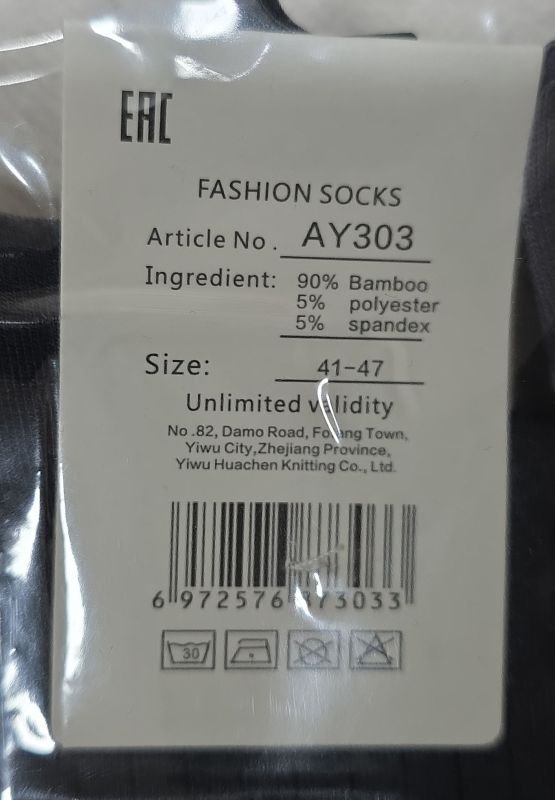 EAC
FASHION SOCKS
Article No. AY303
Ingredient: 90% Bamboo
5% polyester
5% spandex
Size: 41-47
Unlimited validity
No.82, Damo Road, Town,
Yiwu City,Zhejiang Province,
Yiwu Huachen Knitting Co., Ltd.
6 972576
30